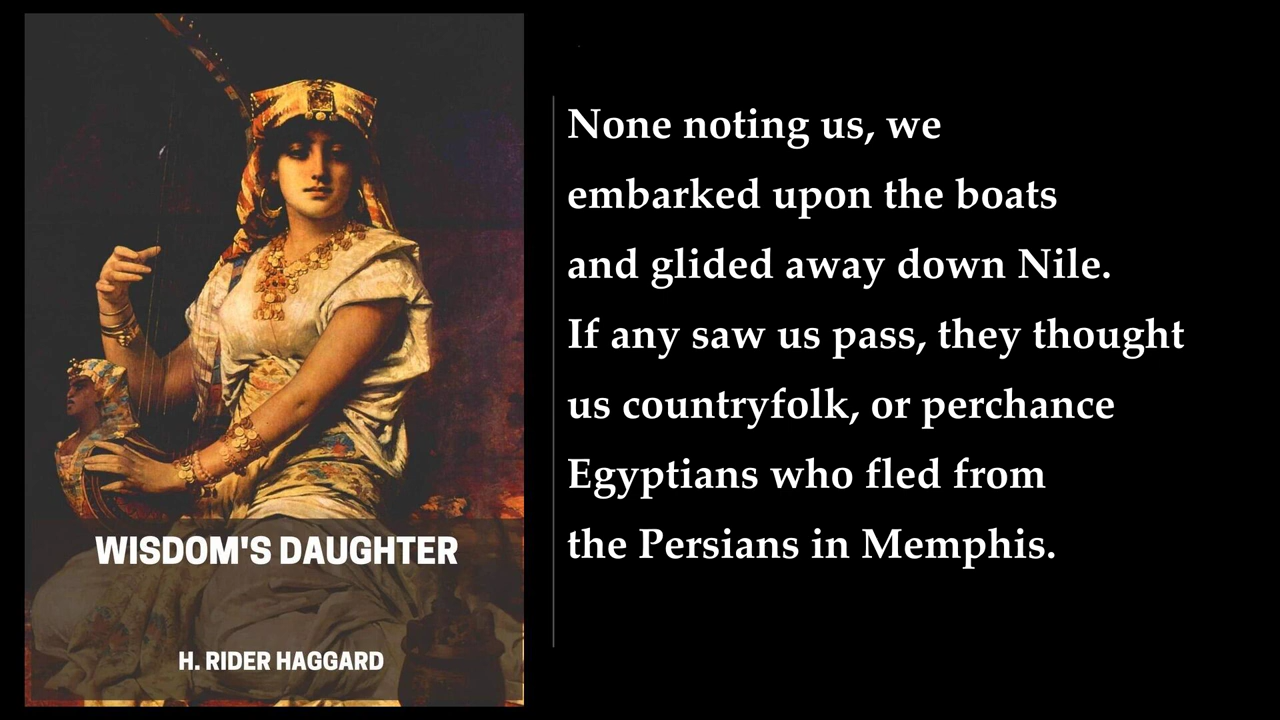 WISDOM'S DAUGHTER
H. RIDER HAGGARD
None noting us, we
embarked upon the boats
and glided away down Nile.
If any saw us pass, they thought
us countryfolk, or perchance
Egyptians who fled from
the Persians in Memphis.